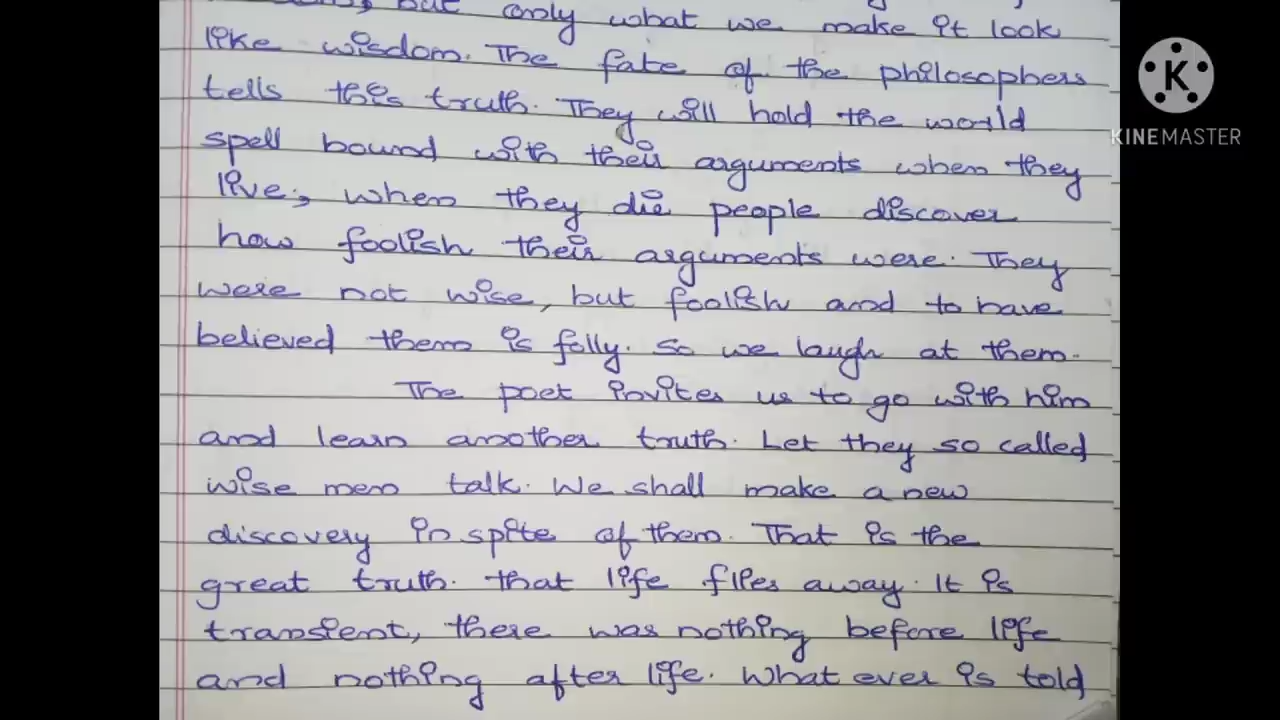 but only what we make it look
like wisdom. The fate of the philosophers
tells this truth. They will hold the world
spell bound with their arguments when they
live; when they die people discover
how foolish their arguments were. They
were not wise, but foolish and to have
believed them is folly. So we laugh at them.
The poet invites us to go with him
and learn another truth. Let they so called
wise men talk. We shall make a new
discovery in spite of them. That is the
great truth. that life flies away. It is
transient, there was nothing before life
and nothing after life. What ever is told
K
KINEMASTER